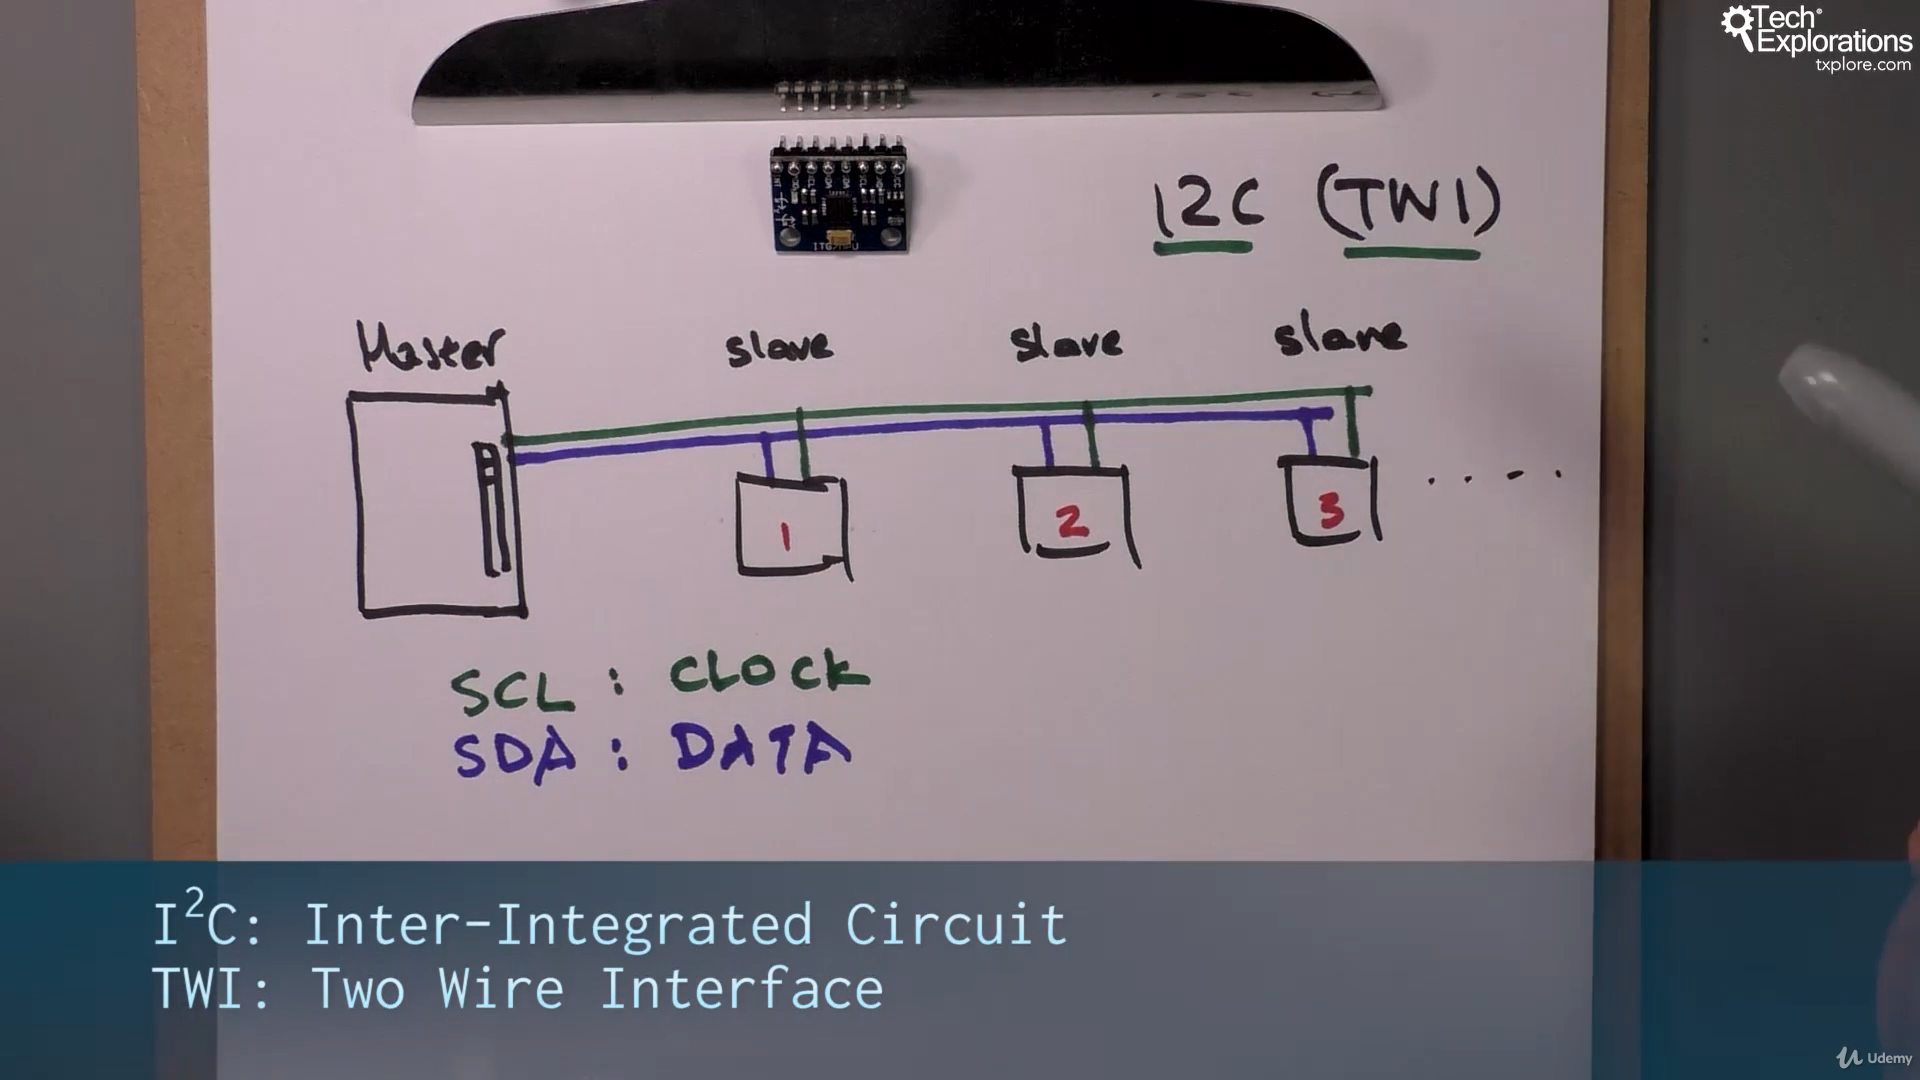 Tech
Explorations
txplore.com
I2C (TWI)
Master slave slave slave
1 2 3 ....
SCL : CLOCK
SDA : DATA
I²C: Inter-Integrated Circuit
TWI: Two Wire Interface
Udemy